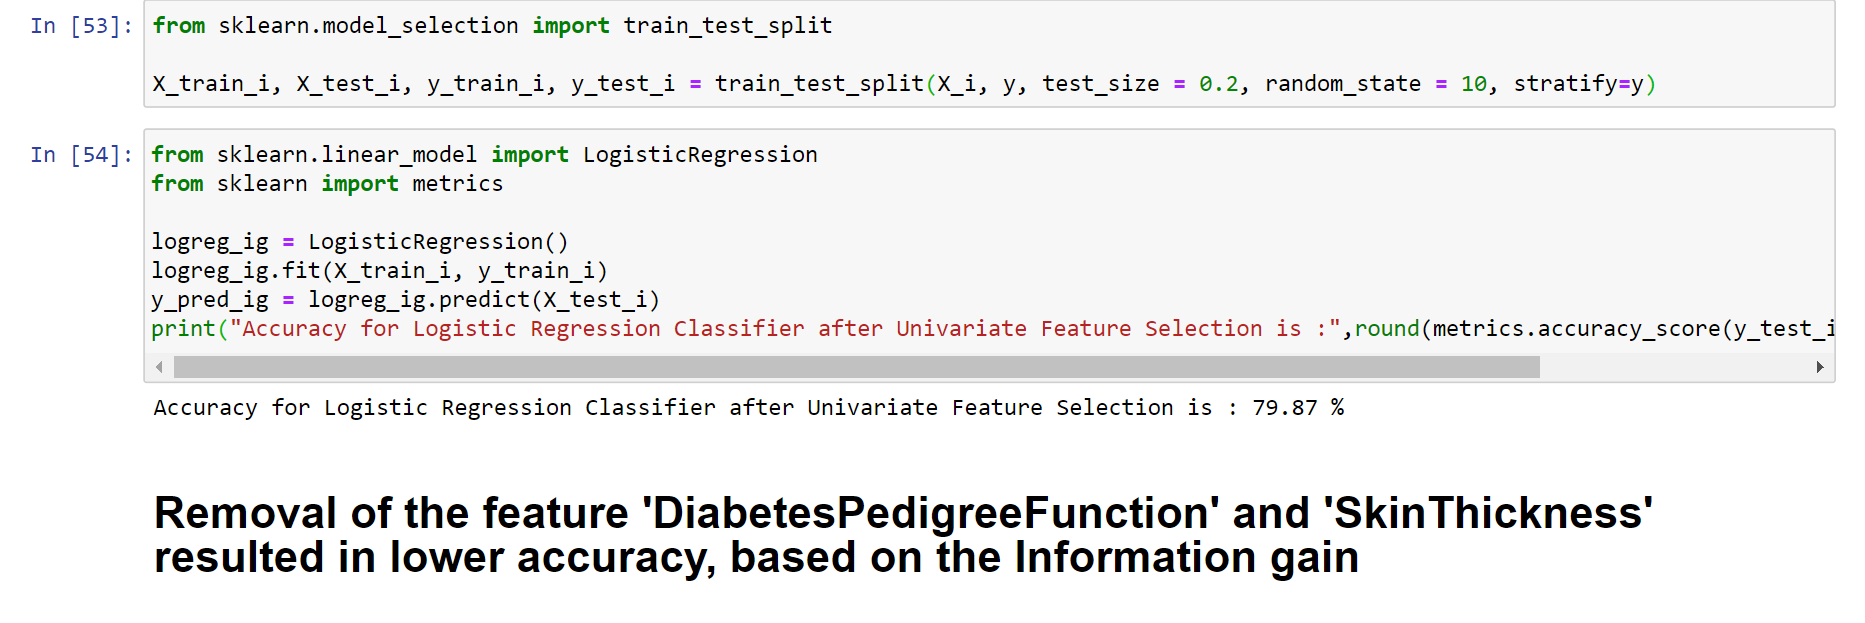 In [53]: from sklearn.model_selection import train_test_split
X_train_i, X_test_i, y_train_i, y_test_i = train_test_split(X_i, y, test_size = 0.2, random_state = 10, stratify=y)
In [54]: from sklearn.linear_model import LogisticRegression
from sklearn import metrics
logreg_ig = LogisticRegression()
logreg_ig.fit(X_train_i, y_train_i)
y_pred_ig = logreg_ig.predict(X_test_i)
print("Accuracy for Logistic Regression Classifier after Univariate Feature Selection is :",round(metrics.accuracy_score(y_test_i
Accuracy for Logistic Regression Classifier after Univariate Feature Selection is : 79.87 %
Removal of the feature 'DiabetesPedigreeFunction' and 'SkinThickness'
resulted in lower accuracy, based on the Information gain